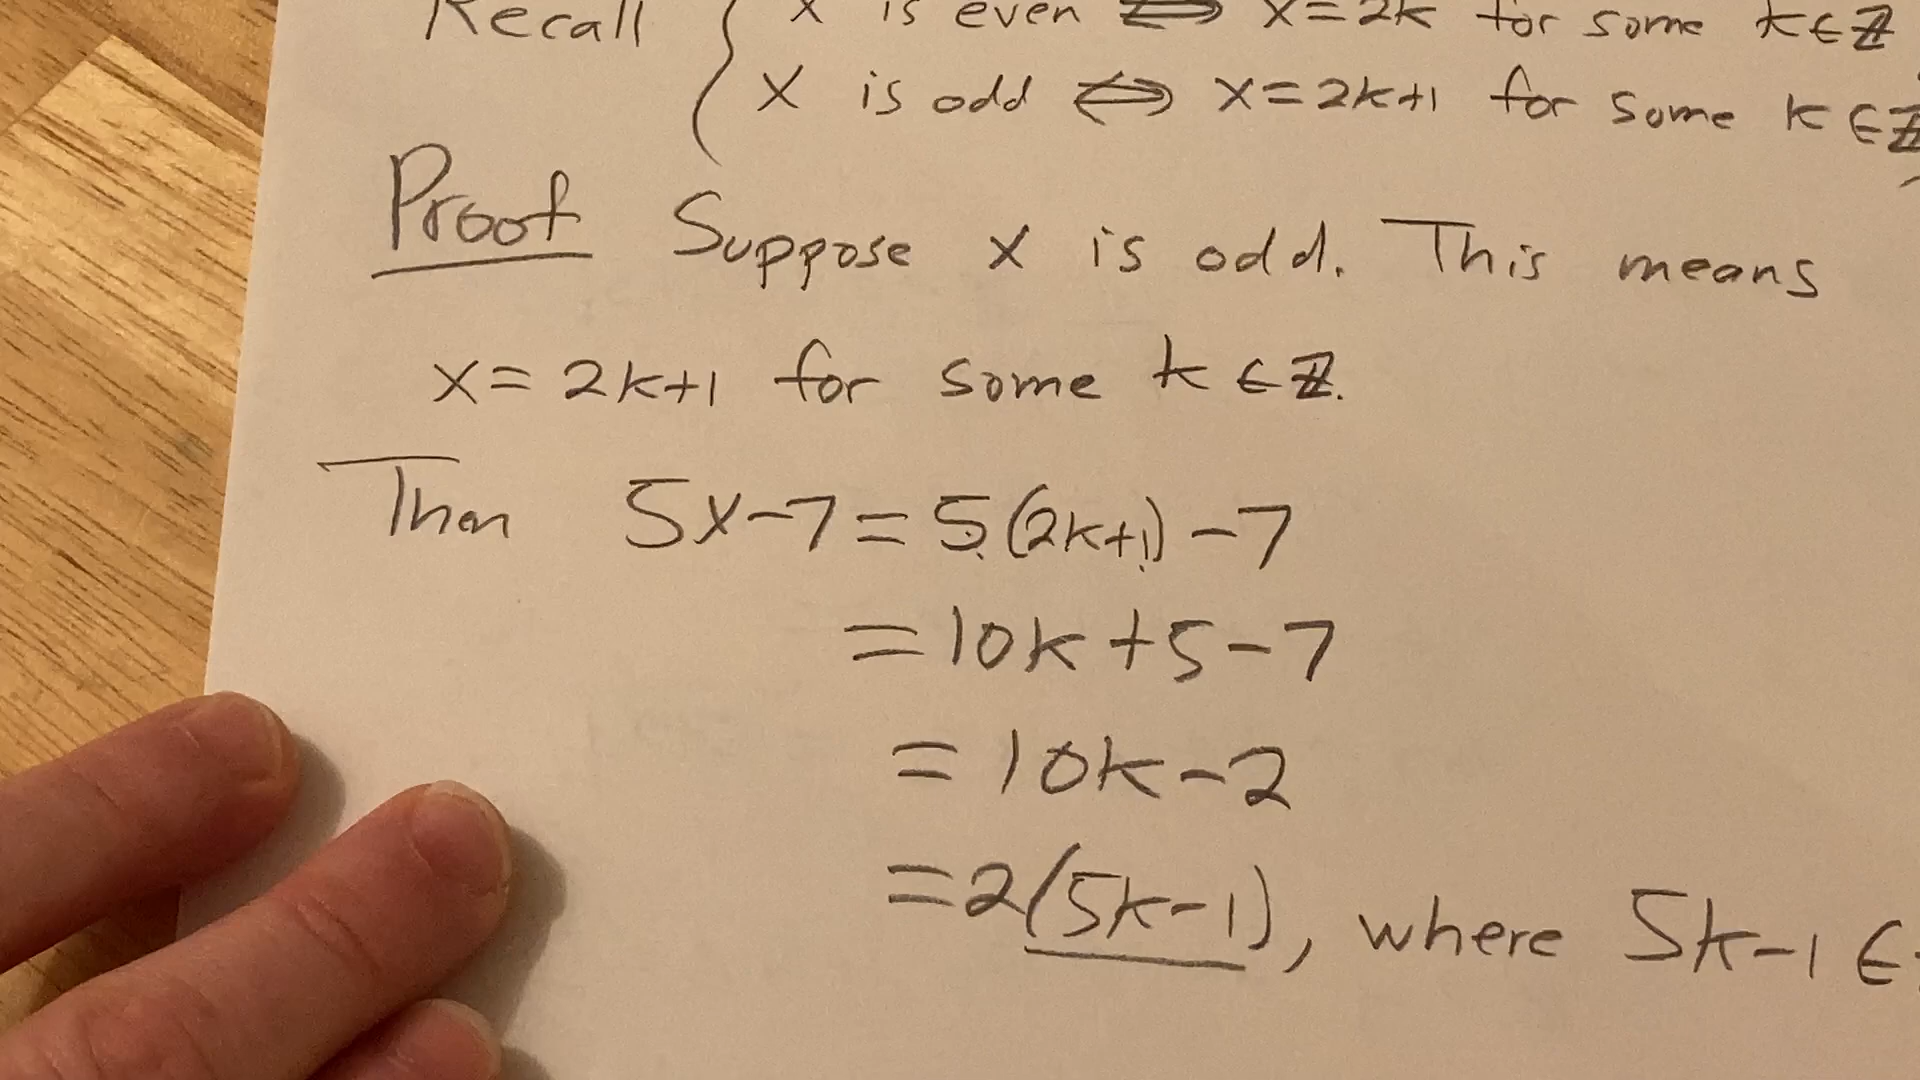 Recall { x is even ⟺ x=2k for some k∈ℤ
x is odd ⟺ x=2k+1 for some k∈ℤ
Proof Suppose x is odd. This means
x=2k+1 for some k∈ℤ.
Then 5x-7=5(2k+1)-7
=10k+5-7
=10k-2
=2(5k-1), where 5k-1∈